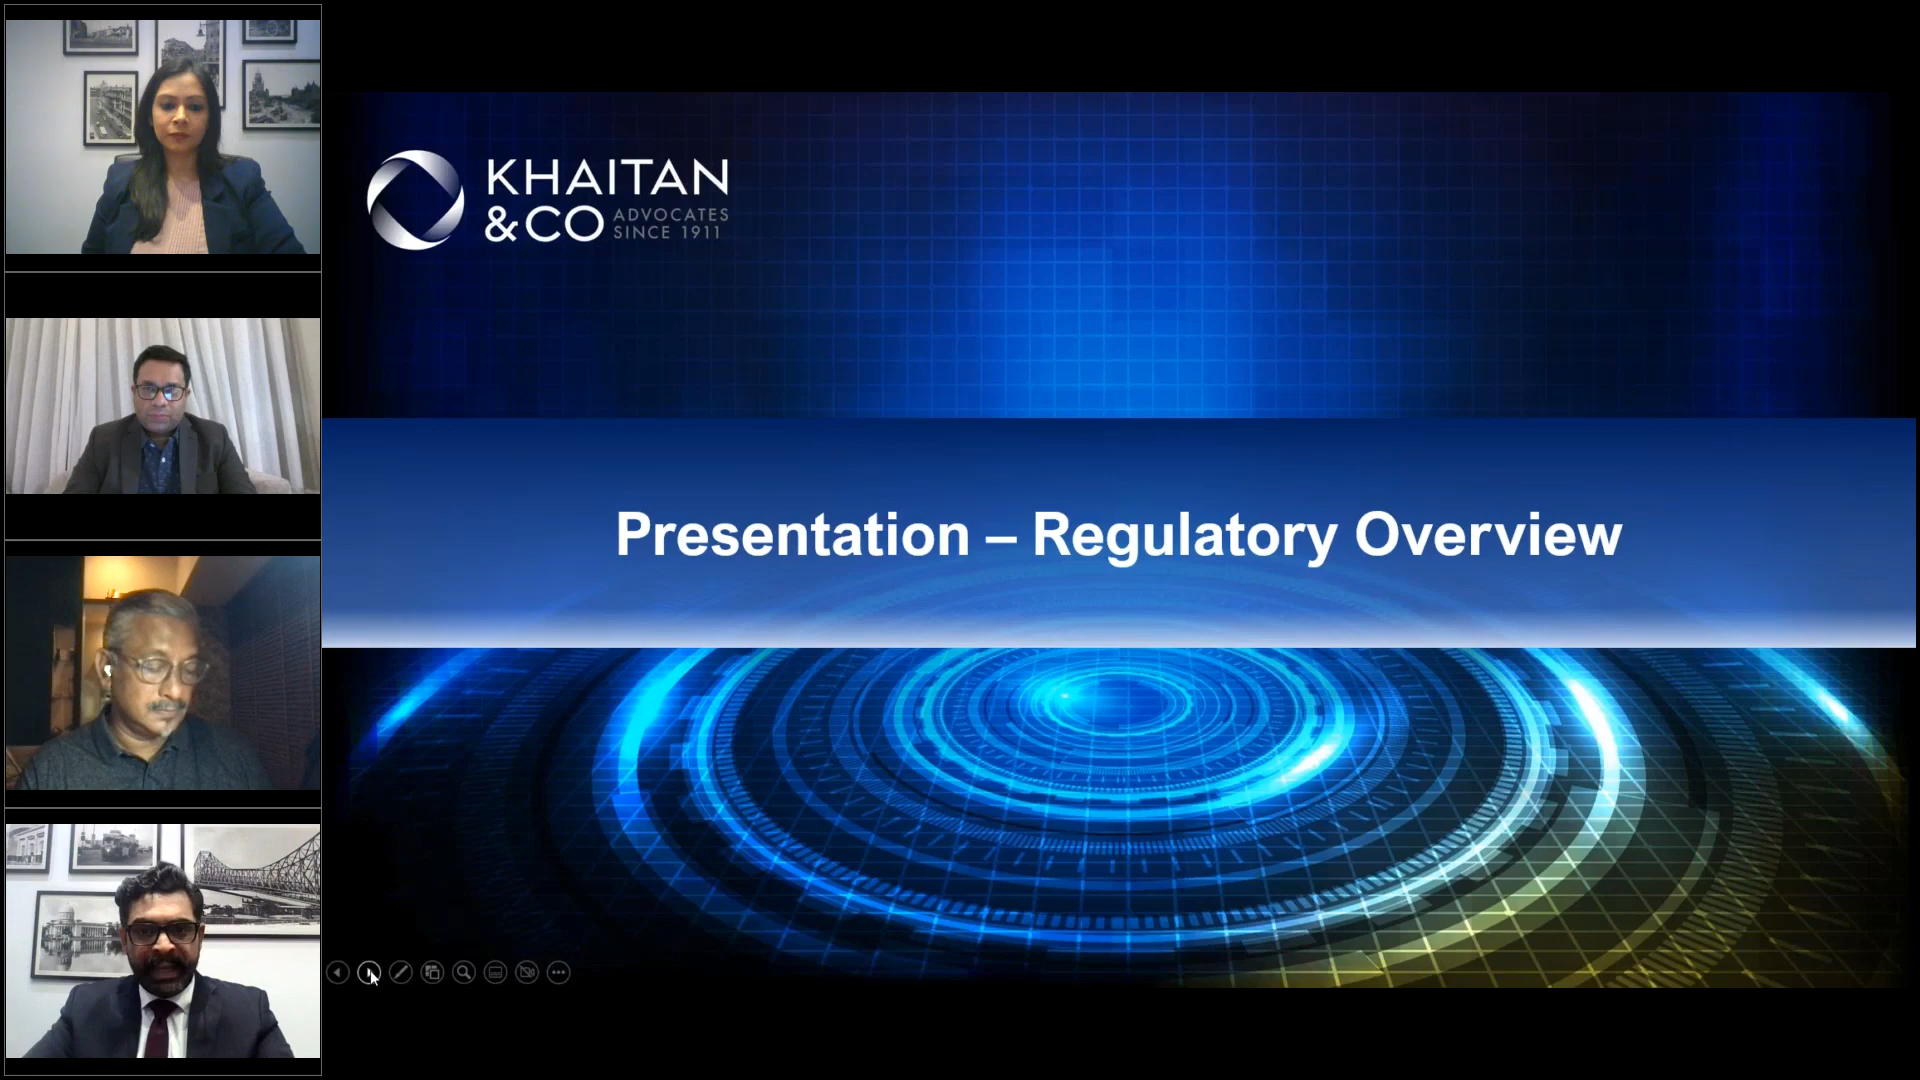 KHAITAN
&CO ADVOCATES
SINCE 1911
Presentation – Regulatory Overview